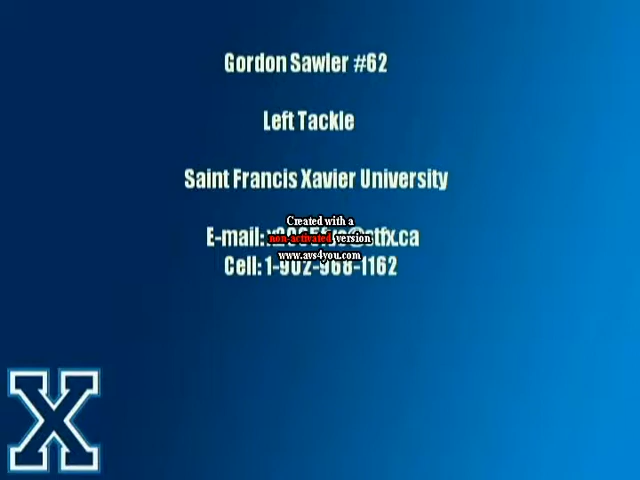 Gordon Sawler #62
Left Tackle
Saint Francis Xavier University
Created with a
E-mail:
non-activated version
www.avs4you.com
Cell: 1-902-968-1162
X